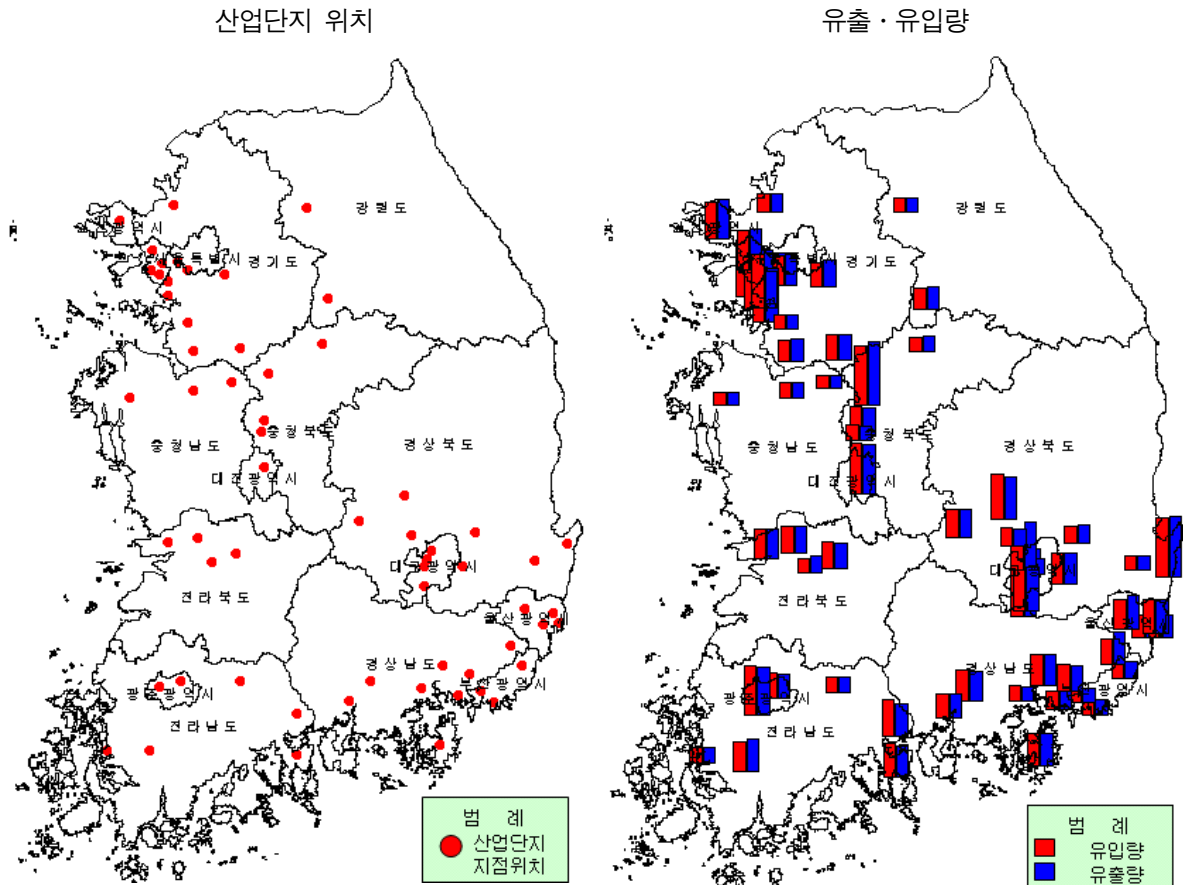 산업단지 위치
유출 · 유입량
강원도
경기도
충청남도
충청북도
경상북도
대전광역시
대구광역시
전라북도
울산광역시
경상남도
부산광역시
광주광역시
전라남도
범 례
산업단지
지점위치
강원도
경기도
충청남도
충청북도
경상북도
대전광역시
대구광역시
전라북도
경상남도
전라남도
범 례
유입량
유출량